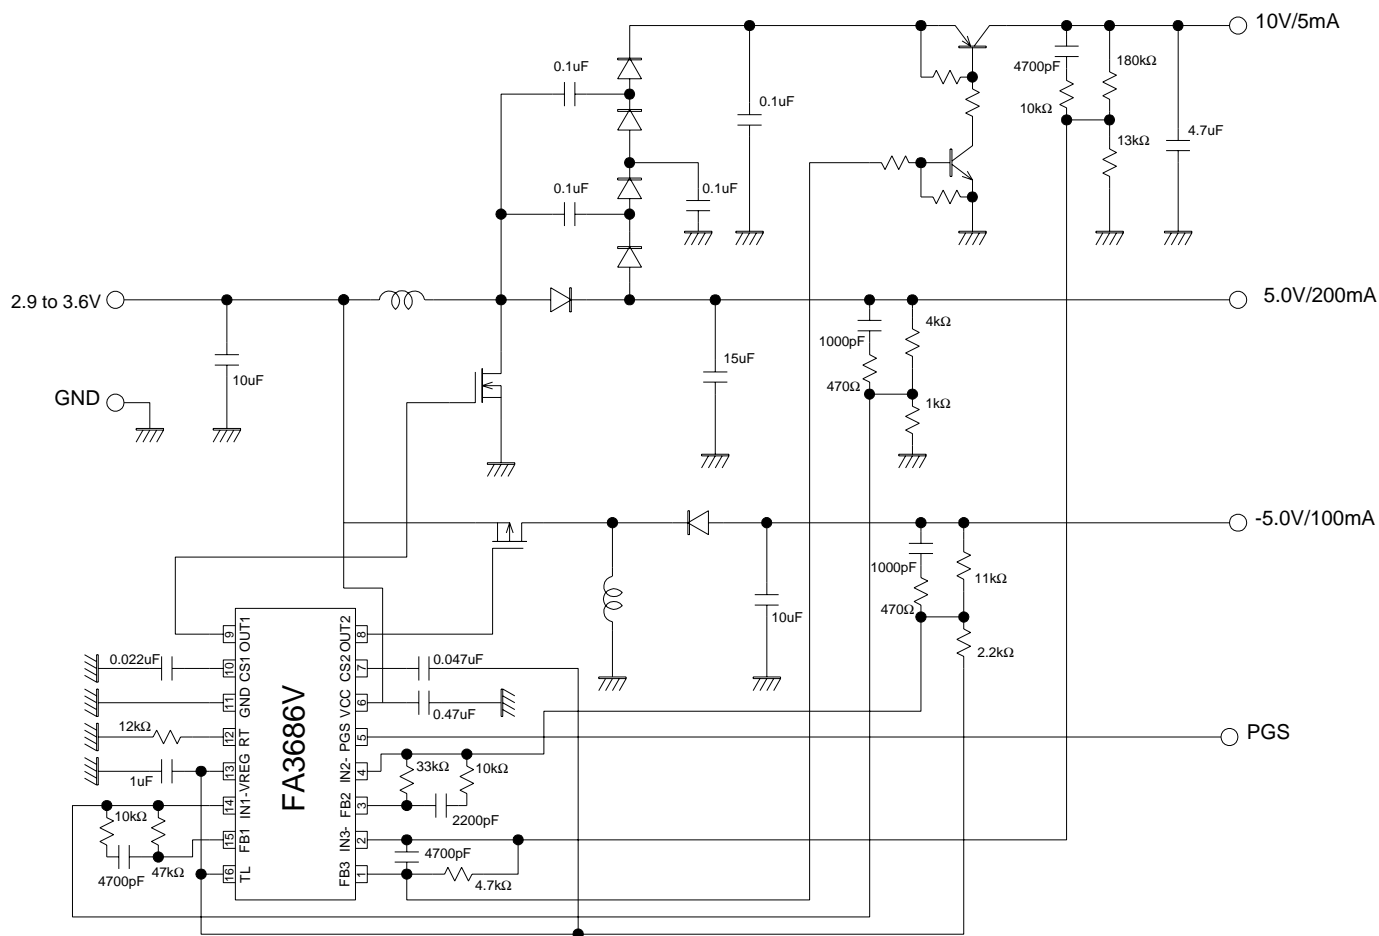 10V/5mA
0.1uF
4700pF
180kΩ
0.1uF
10kΩ
4.7uF
13kΩ
0.1uF
0.1uF
2.9 to 3.6V
5.0V/200mA
4kΩ
1000pF
15uF
10uF
470Ω
GND
1kΩ
-5.0V/100mA
1000pF
11kΩ
470Ω
10uF
2.2kΩ
FA3686V
9 OUT1
OUT2 8
0.022uF
10 CS1
CS2 7
0.047uF
11 GND
VCC 6
0.47uF
12kΩ
12 RT
PGS 5
PGS
1uF
13 VREG
IN2- 4
33kΩ
10kΩ
14 IN1-
FB2 3
2200pF
10kΩ
15 FB1
IN3- 2
4700pF
47kΩ
4700pF
16 TL
FB3 1
4.7kΩ